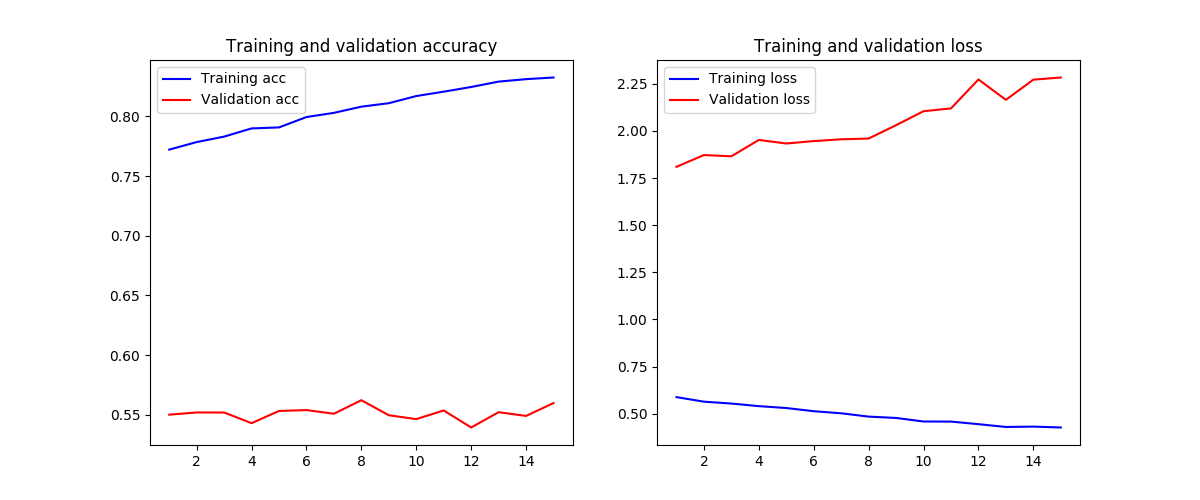 Training and validation accuracy
Training acc
Validation acc
0.80
0.75
0.70
0.65
0.60
0.55
2 4 6 8 10 12 14
Training and validation loss
Training loss
Validation loss
2.25
2.00
1.75
1.50
1.25
1.00
0.75
0.50
2 4 6 8 10 12 14